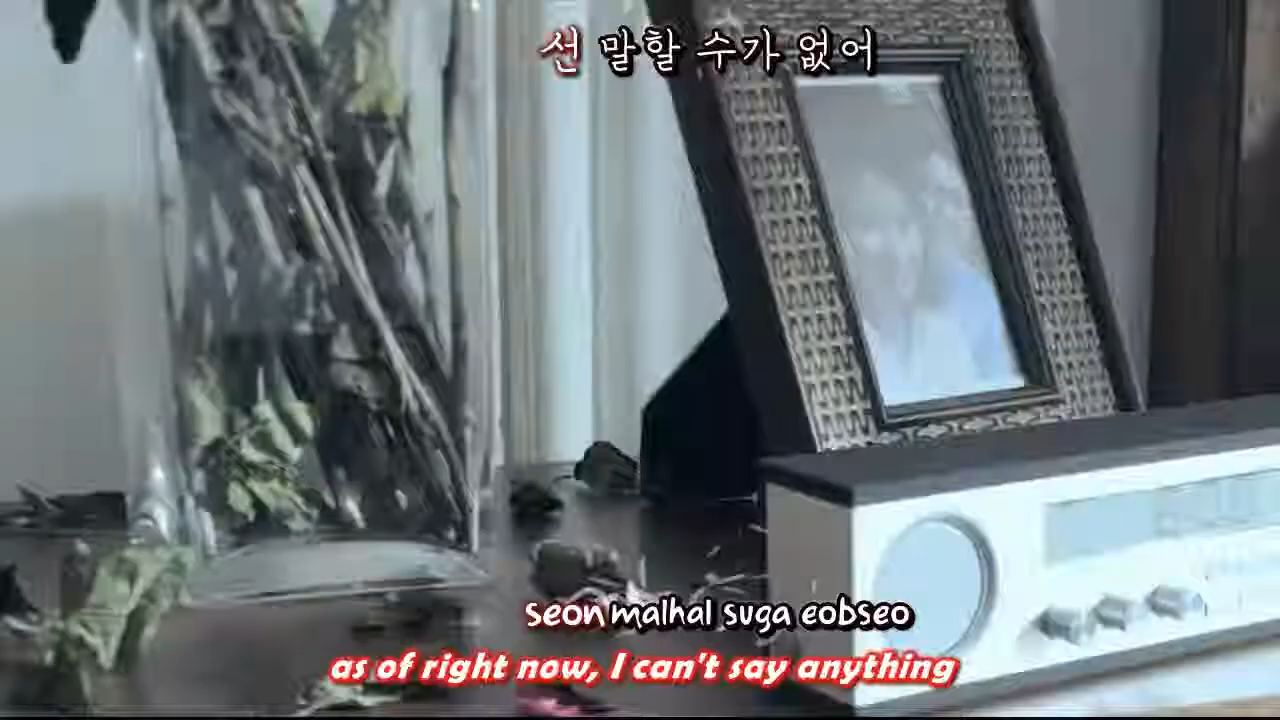 선 말할 수가 없어
seon malhal suga eobseo
as of right now, I can't say anything